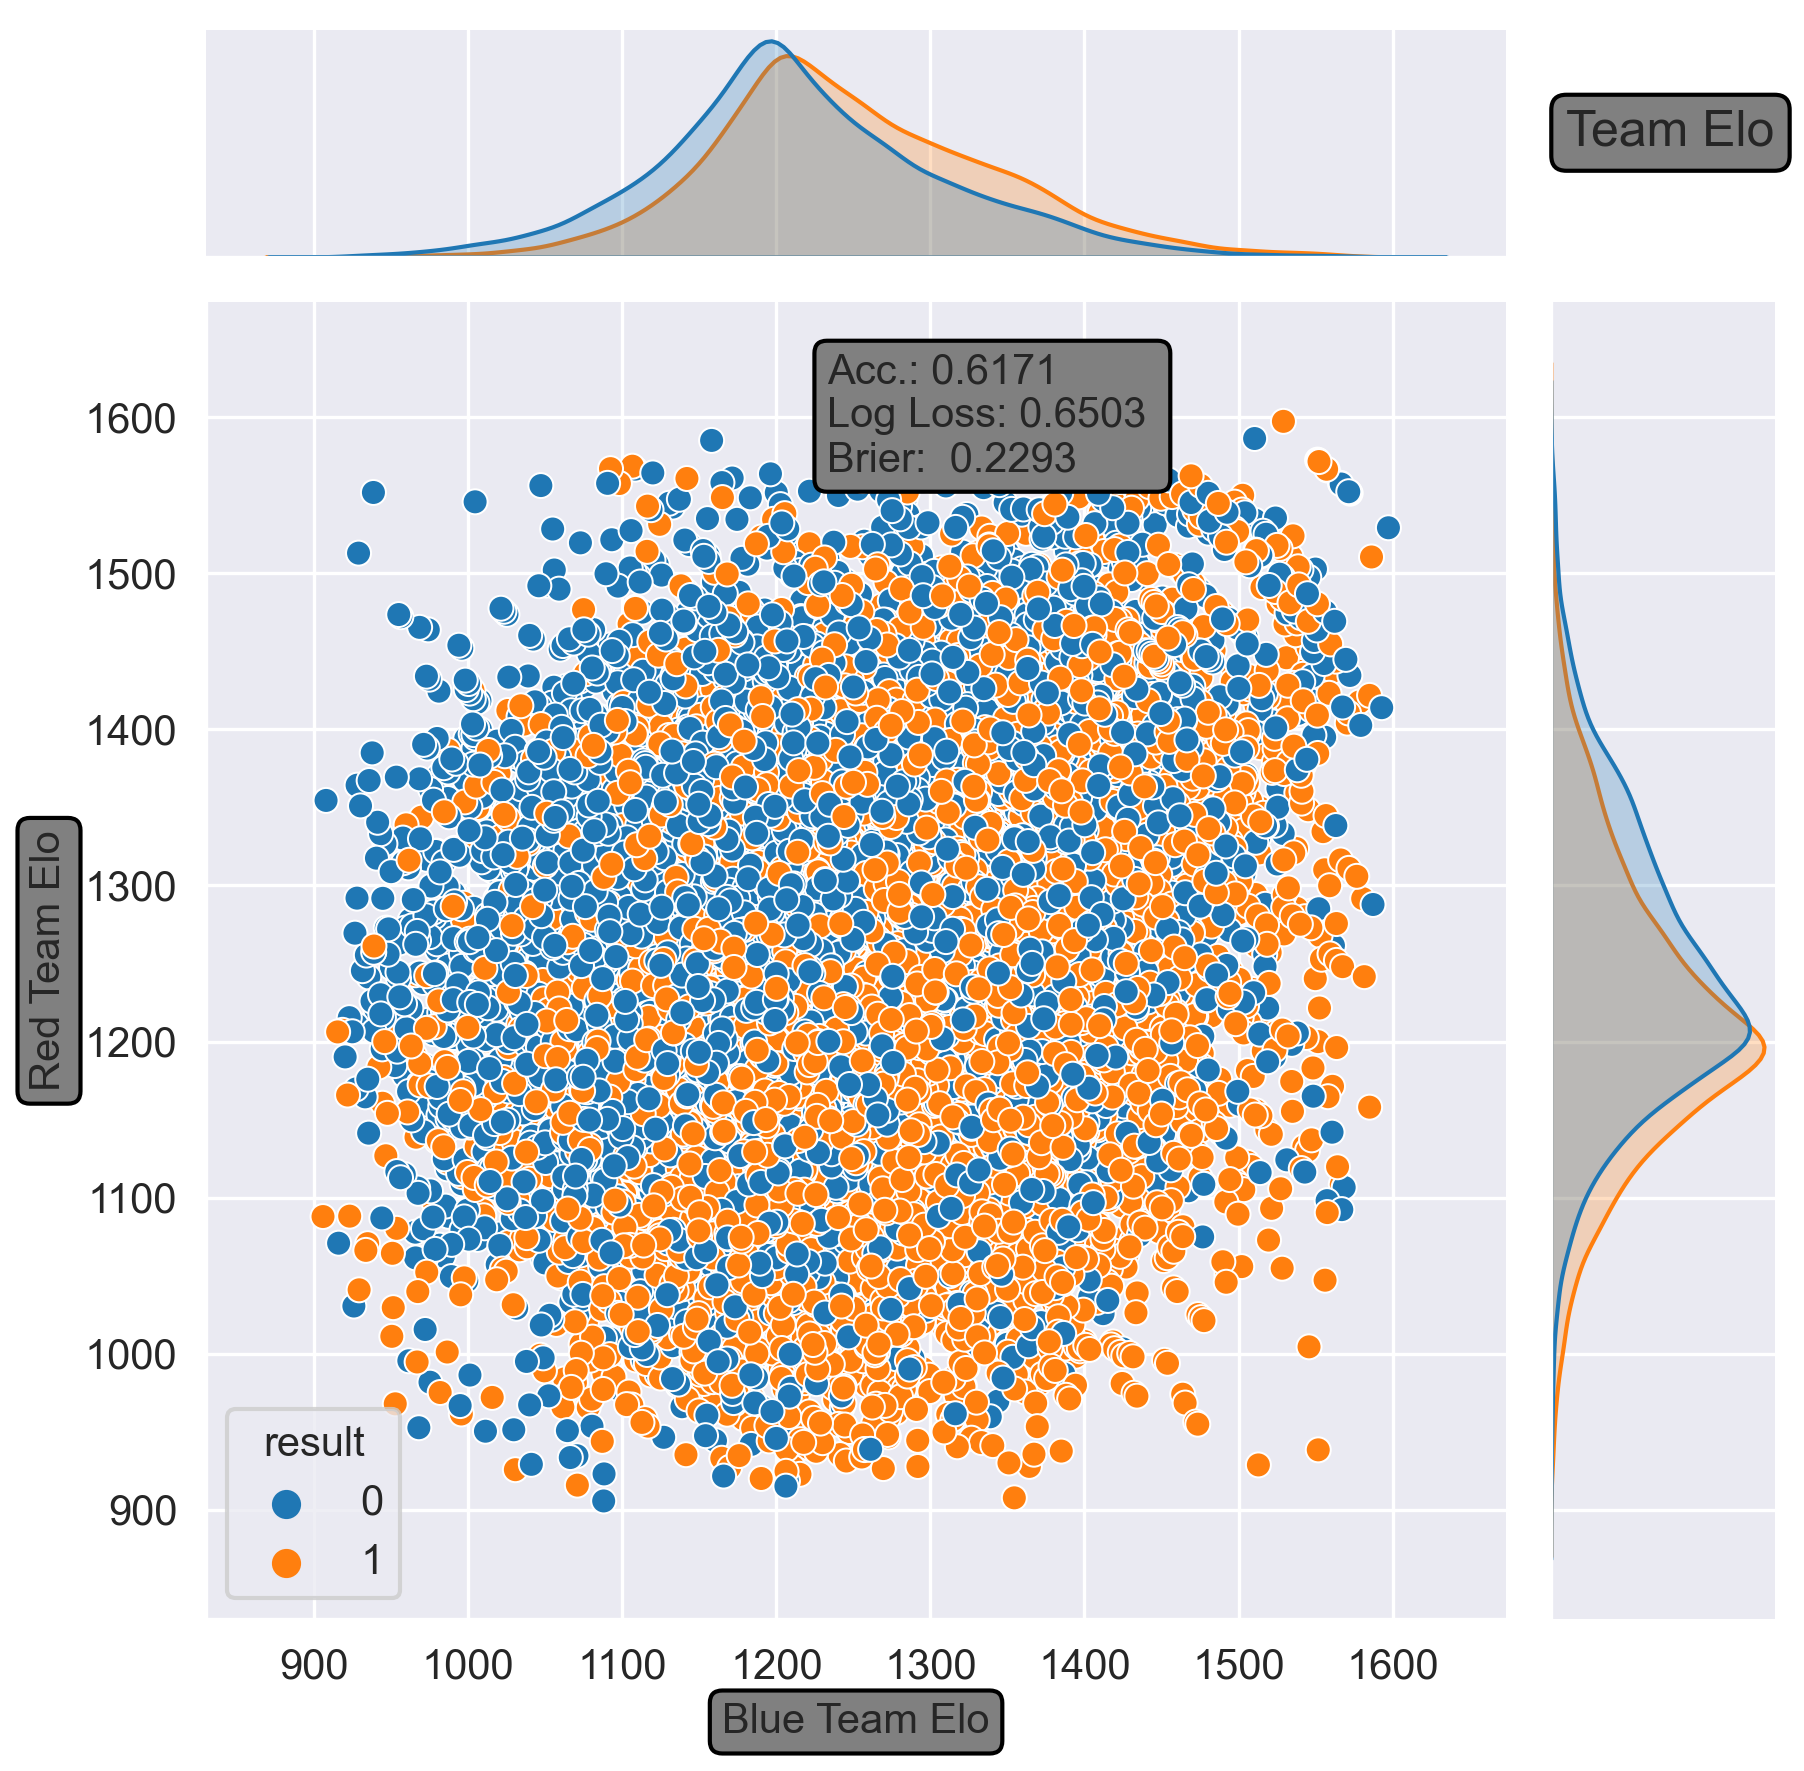 Team Elo
Acc.: 0.6171
Log Loss: 0.6503
Brier:  0.2293
1600
1500
1400
1300
1200
1100
1000
900
Red Team Elo
result
0
1
900 1000 1100 1200 1300 1400 1500 1600
Blue Team Elo